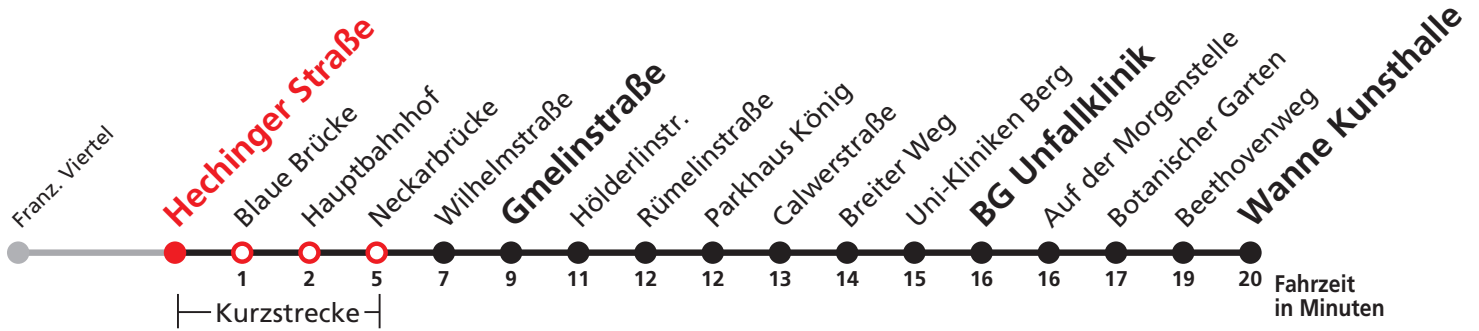 Franz. Viertel
Hechinger Straße
Blaue Brücke
Hauptbahnhof
Neckarbrücke
Wilhelmstraße
Gmelinstraße
Hölderlinstr.
Rümelinstraße
Parkhaus König
Calwerstraße
Breiter Weg
Uni-Kliniken Berg
BG Unfallklinik
Auf der Morgenstelle
Botanischer Garten
Beethovenweg
Wanne Kunsthalle
1 2 5 7 9 11 12 12 13 14 15 16 16 17 19 20
Fahrzeit
in Minuten
Kurzstrecke